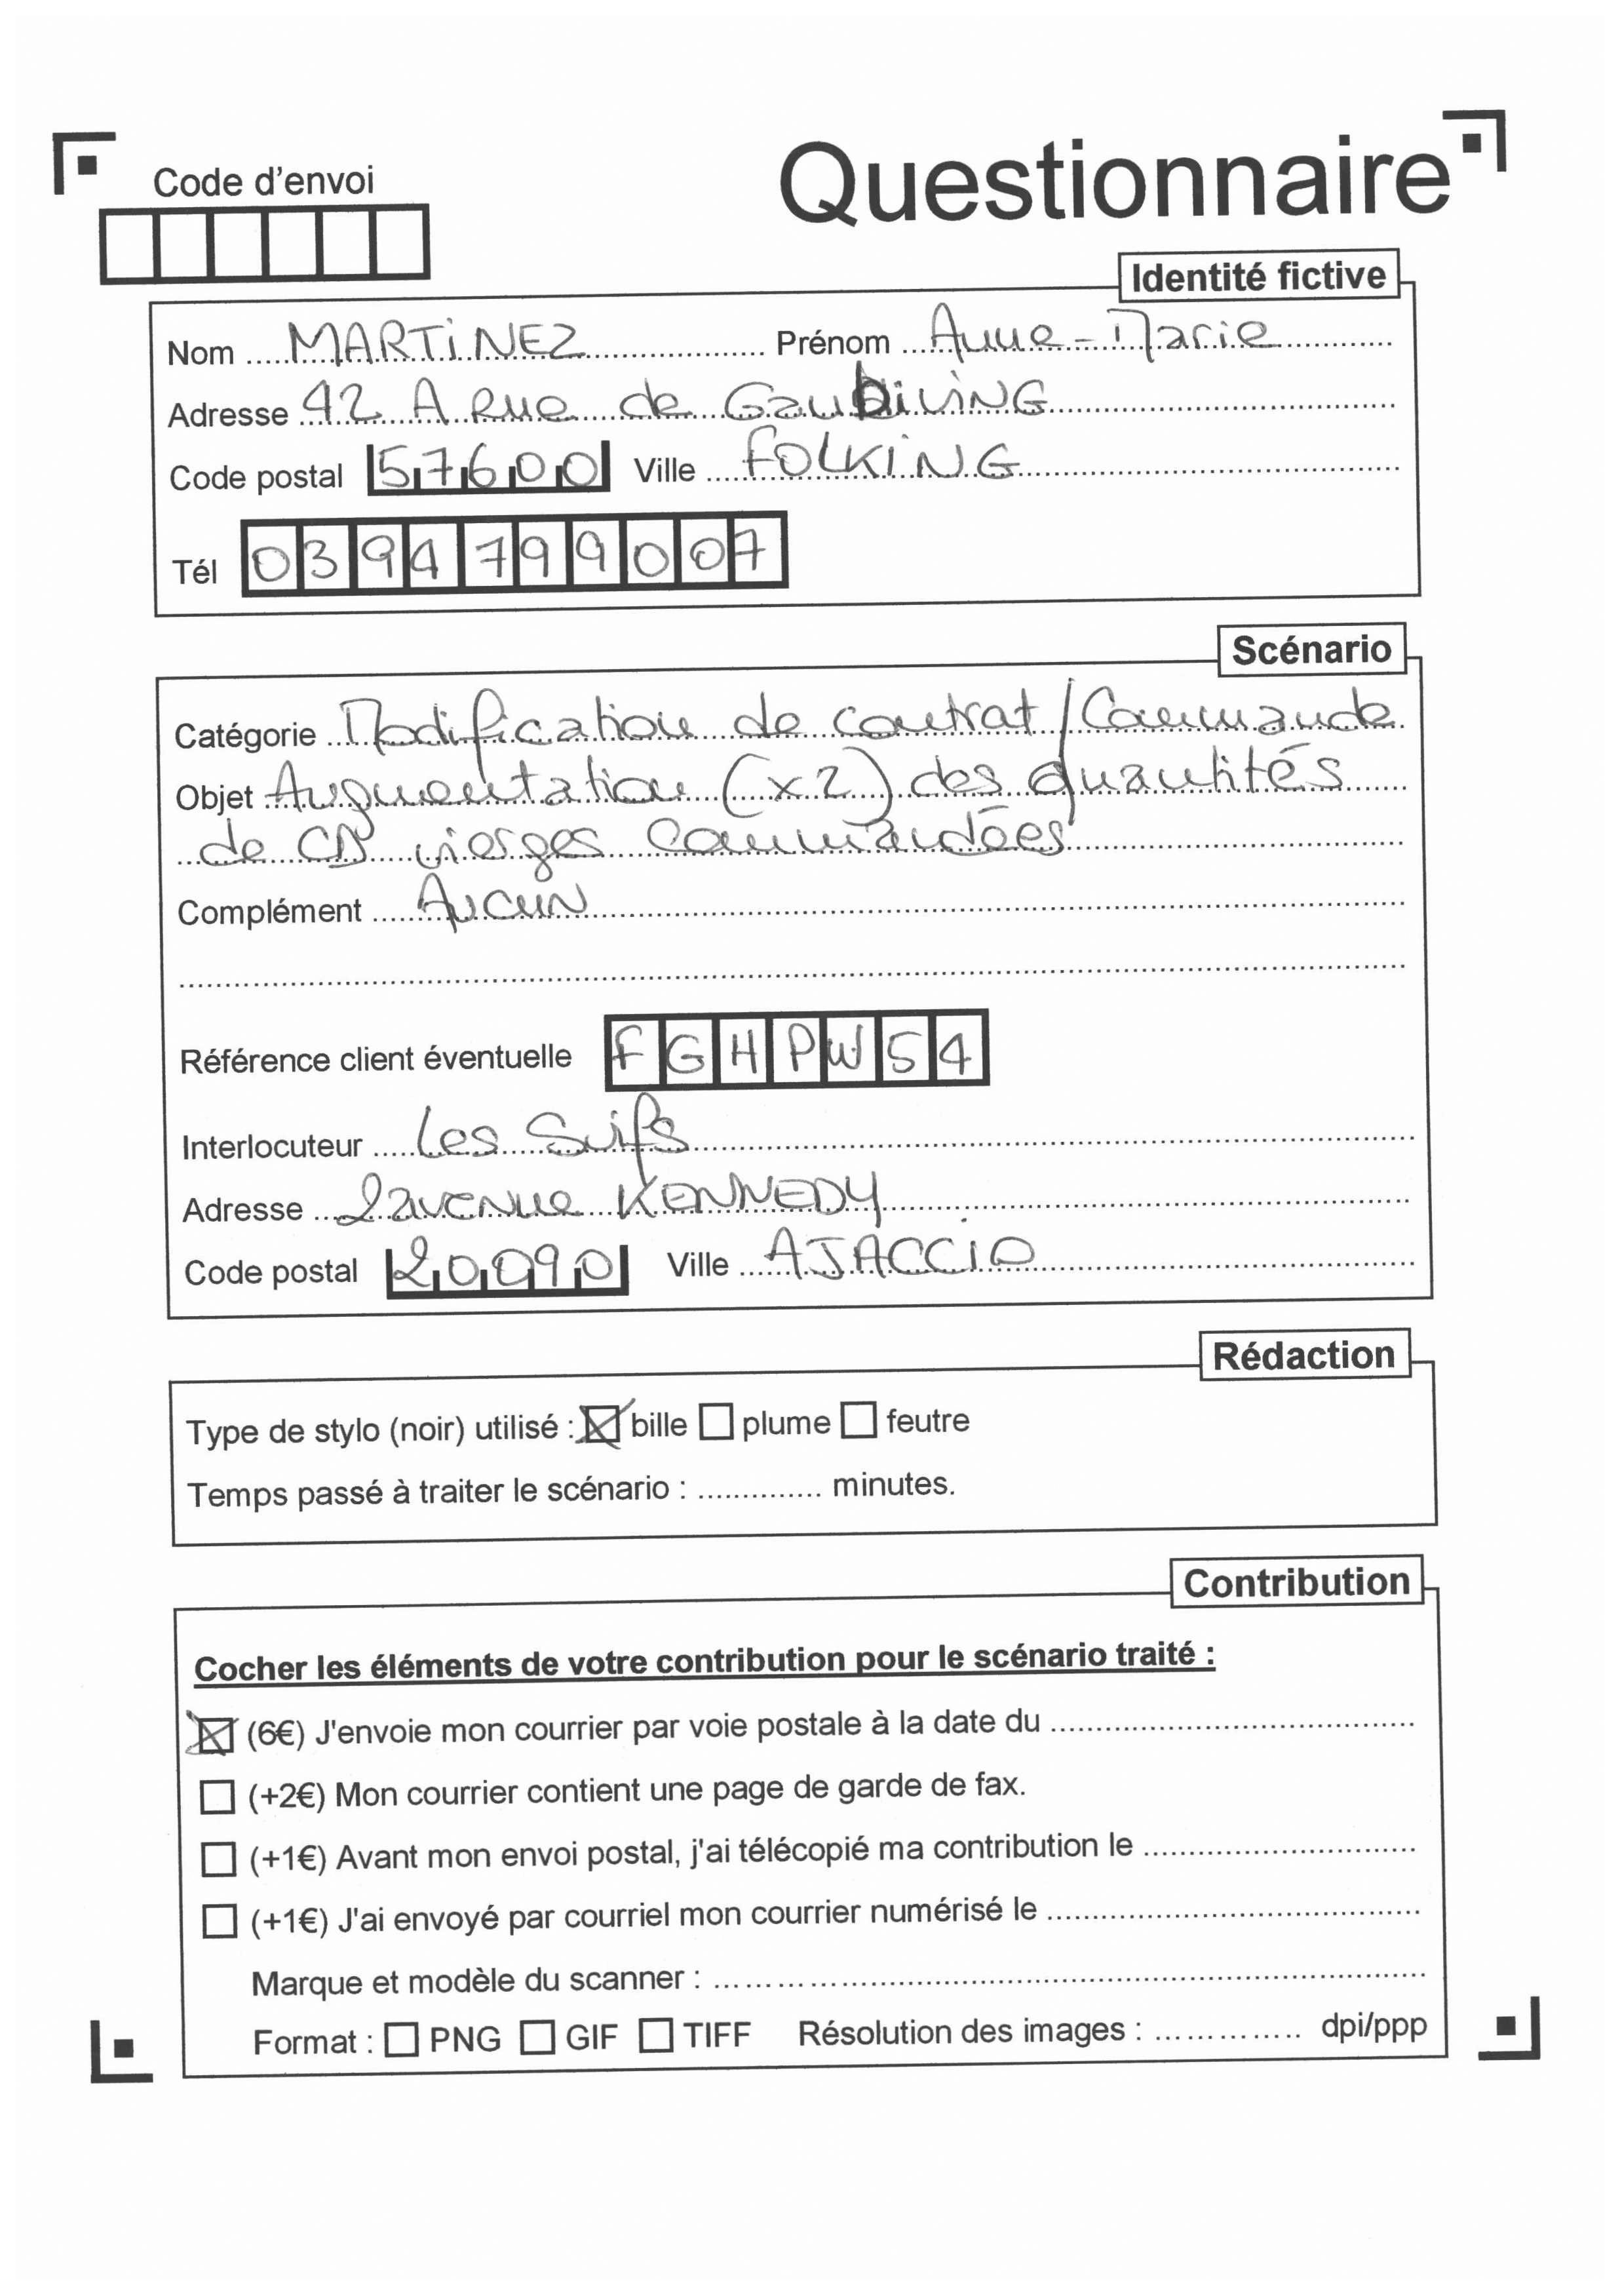 Code d'envoi
Questionnaire
Identité fictive
Nom MARTINEZ Prénom Anne-Marie
Adresse 42 A Rue de Gaubiving
Code postal 57600 Ville FOLKING
Tél 0394799007
Scénario
Catégorie Modification de contrat/Commande
Objet Augmentation (x2) des quantités
de CD vierges commandées
Complément Aucun
Référence client éventuelle FGHPW54
Interlocuteur Les Suifs
Adresse 2 avenue KENNEDY
Code postal 20090 Ville AJACCIO
Rédaction
Type de stylo (noir) utilisé : bille plume feutre
Temps passé à traiter le scénario : .............. minutes.
Contribution
Cocher les éléments de votre contribution pour le scénario traité :
(6€) J'envoie mon courrier par voie postale à la date du
(+2€) Mon courrier contient une page de garde de fax.
(+1€) Avant mon envoi postal, j'ai télécopié ma contribution le
(+1€) J'ai envoyé par courriel mon courrier numérisé le
Marque et modèle du scanner :
Format : PNG GIF TIFF Résolution des images : .............. dpi/ppp